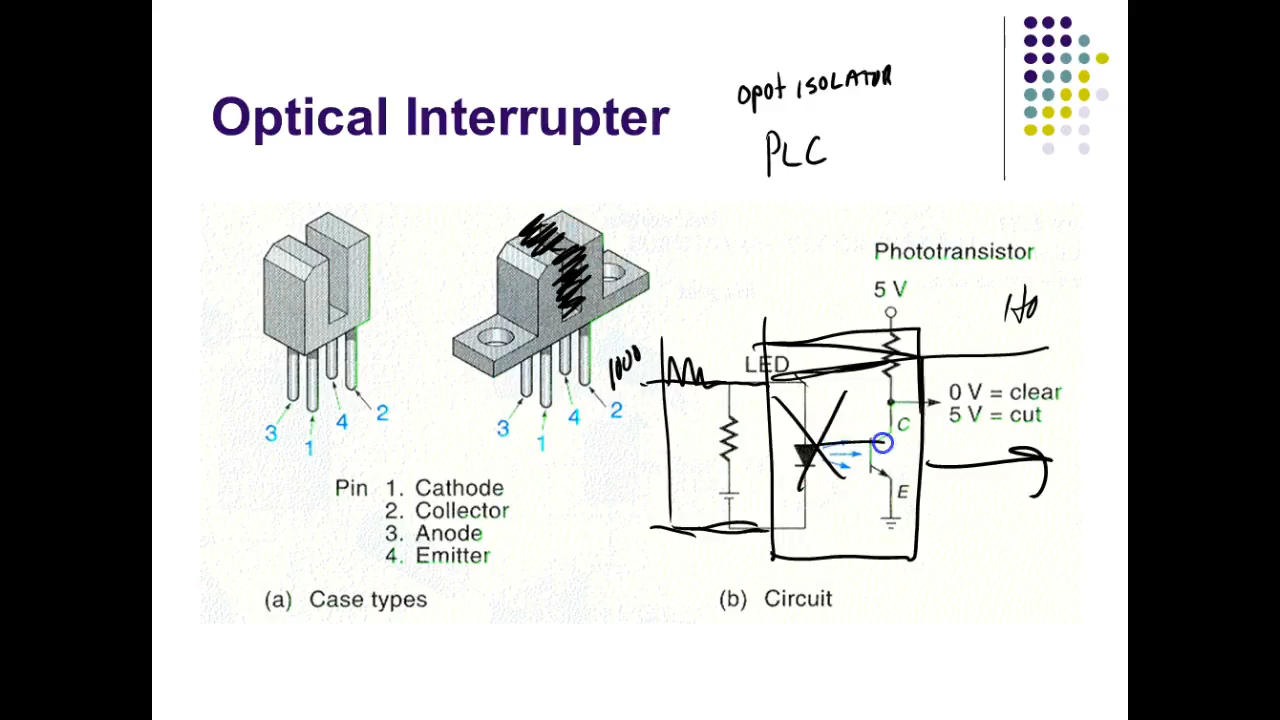 Opot ISOLATOR
Optical Interrupter
PLC
Phototransistor
5 V
LED
1000
0 V = clear
5 V = cut
C
E
3
1
4
2
3
1
4
2
Pin 1. Cathode
2. Collector
3. Anode
4. Emitter
(a) Case types
(b) Circuit